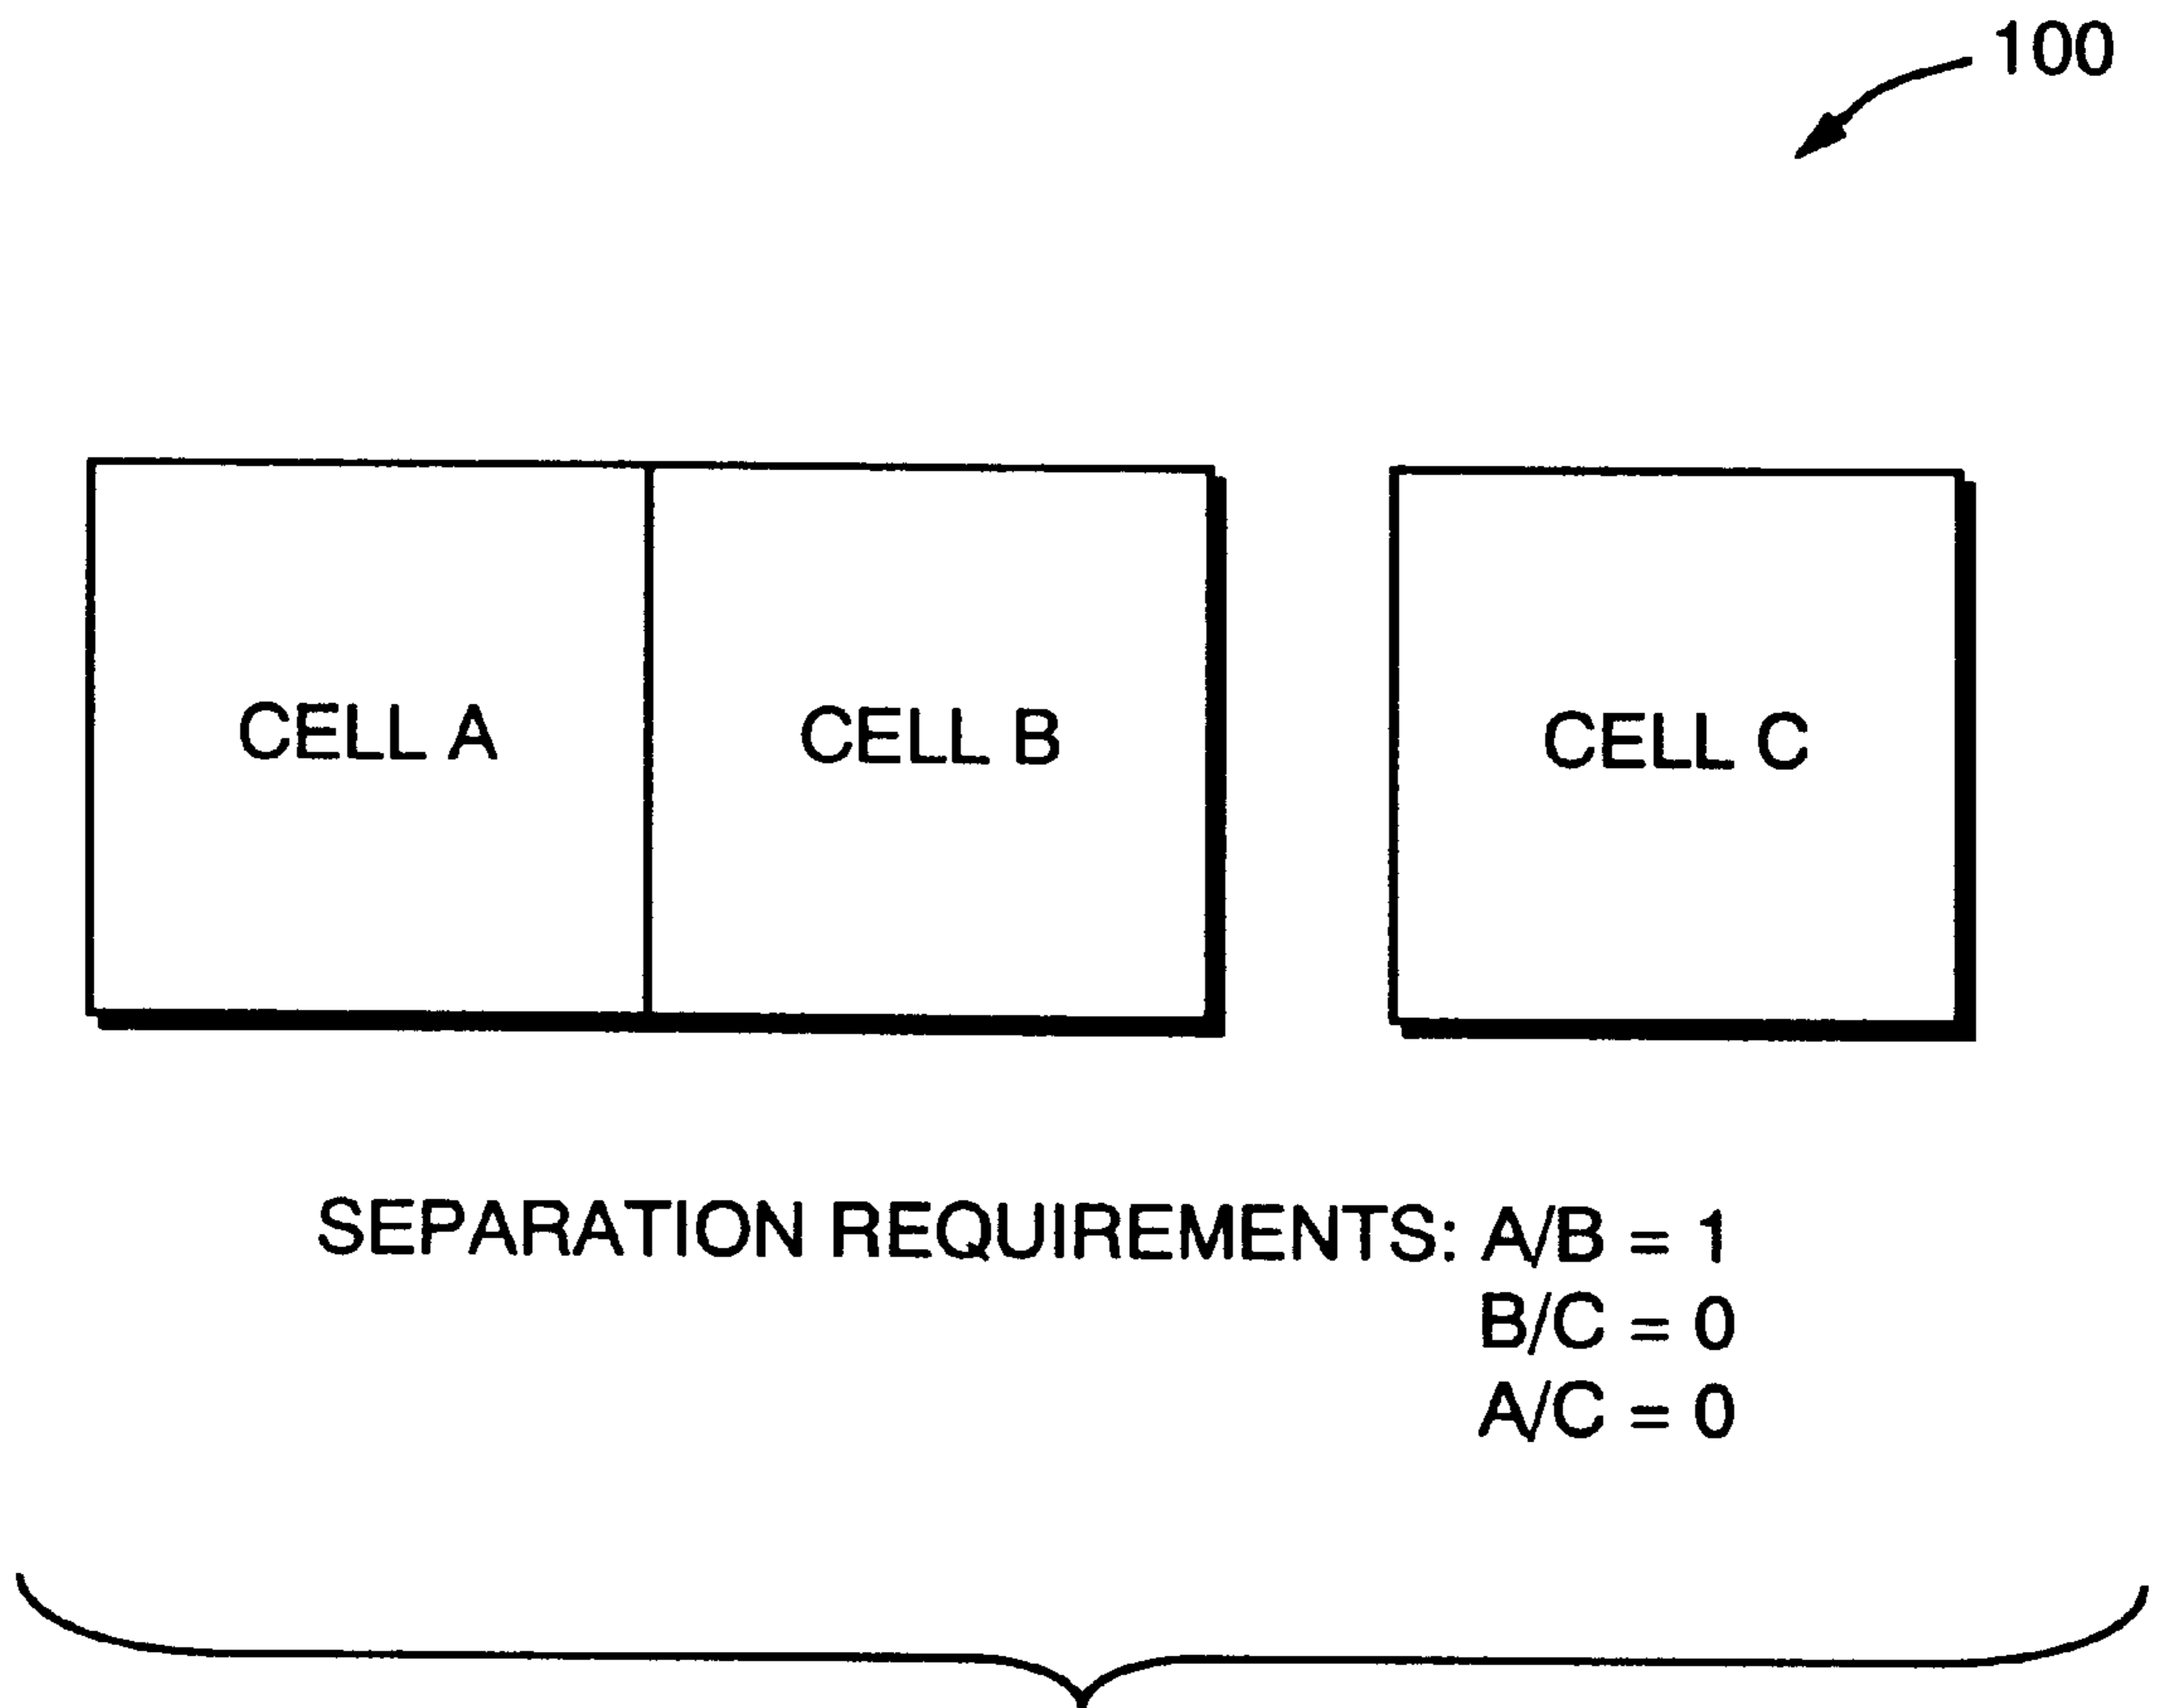 100
CELL A
CELL B
CELL C
SEPARATION REQUIREMENTS: A/B = 1
B/C = 0
A/C = 0